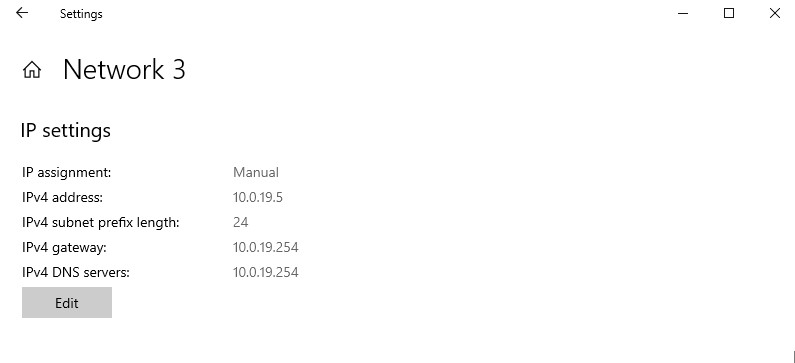 Settings
Network 3
IP settings
IP assignment: Manual
IPv4 address: 10.0.19.5
IPv4 subnet prefix length: 24
IPv4 gateway: 10.0.19.254
IPv4 DNS servers: 10.0.19.254
Edit